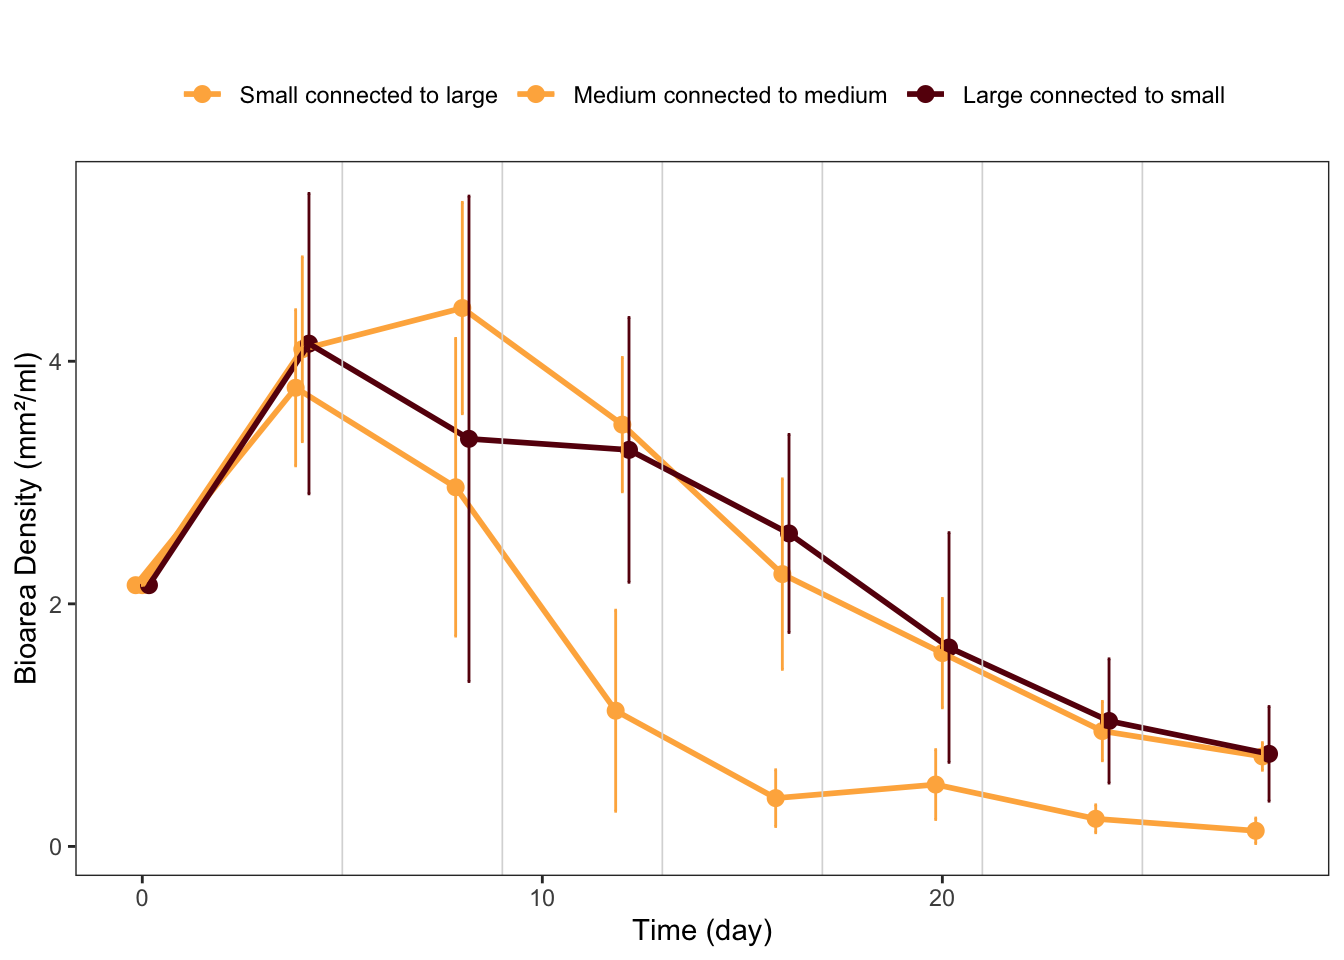 Small connected to large Medium connected to medium Large connected to small
Bioarea Density (mm²/ml)
4
2
0
0 10 20
Time (day)